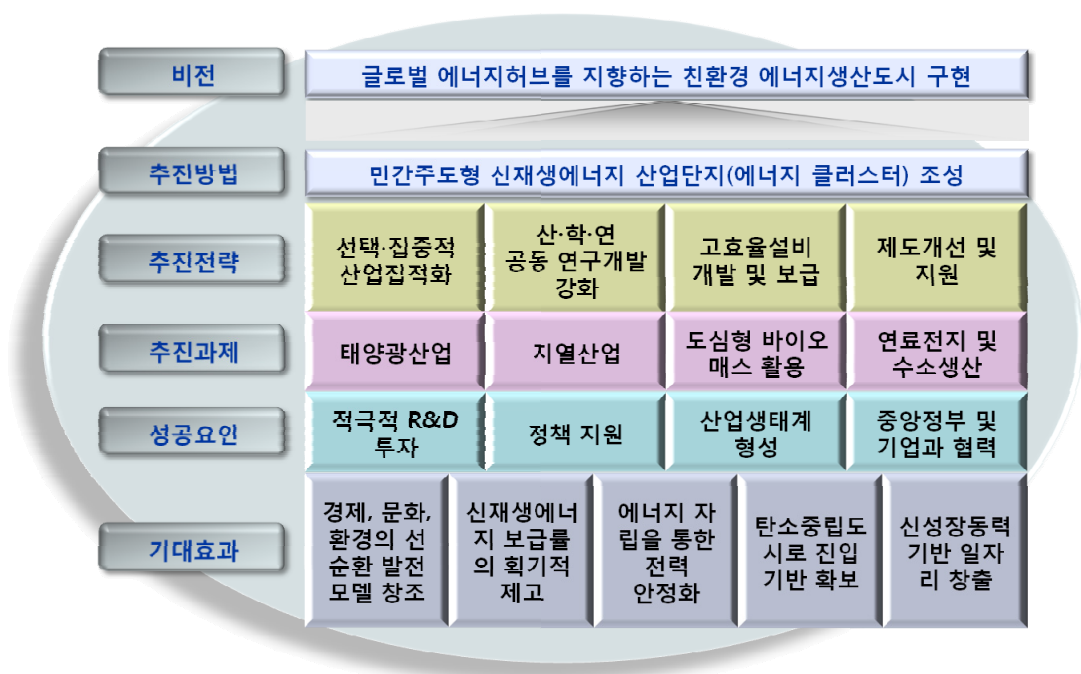 비전
글로벌 에너지허브를 지향하는 친환경 에너지생산도시 구현
추진방법
민간주도형 신재생에너지 산업단지(에너지 클러스터) 조성
추진전략
선택·집중적
산업집적화
산·학·연
공동 연구개발
강화
고효율설비
개발 및 보급
제도개선 및
지원
추진과제
태양광산업
지열산업
도심형 바이오
매스 활용
연료전지 및
수소생산
성공요인
적극적 R&D
투자
정책 지원
산업생태계
형성
중앙정부 및
기업과 협력
기대효과
경제, 문화,
환경의 선
순환 발전
모델 창조
신재생에너
지 보급률
의 획기적
제고
에너지 자
립을 통한
전력
안정화
탄소중립도
시로 진입
기반 확보
신성장동력
기반 일자
리 창출